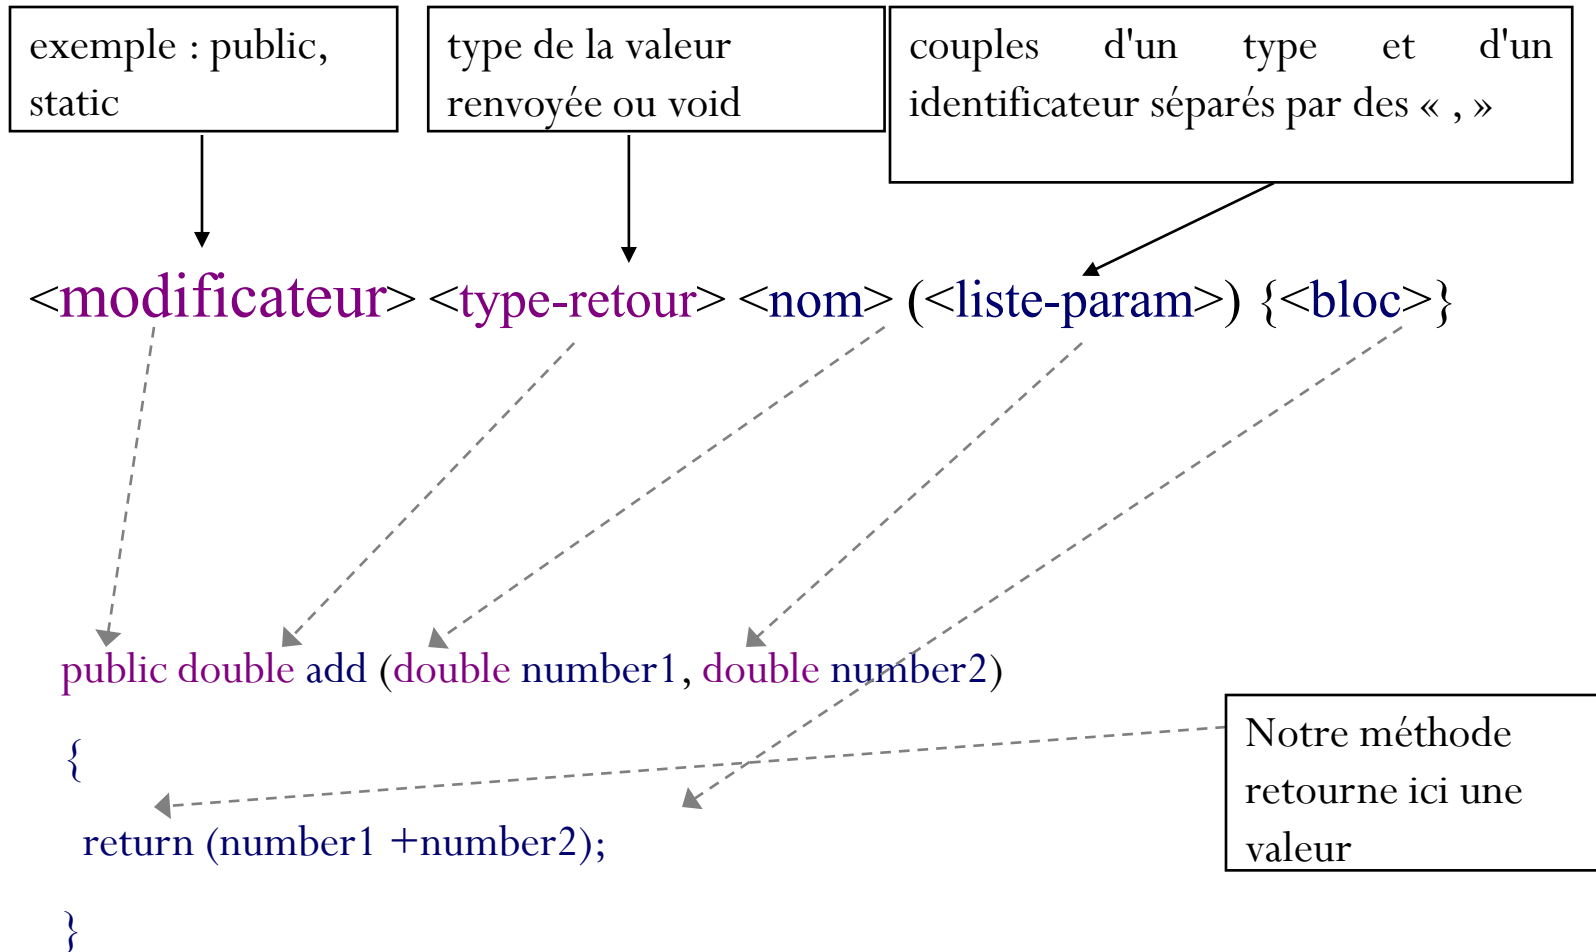 exemple : public,
static
type de la valeur
renvoyée ou void
couples d'un type et d'un
identificateur séparés par des « , »
<modificateur> <type-retour> <nom> (<liste-param>) {<bloc>}
public double add (double number1, double number2)
{
return (number1 +number2);
}
Notre méthode
retourne ici une
valeur